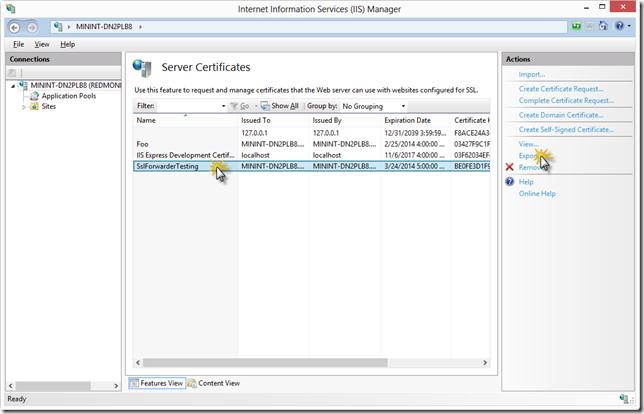 Internet Information Services (IIS) Manager
MININT-DN2PLB8
File View Help
Connections
MININT-DN2PLB8 (REDMOND
Application Pools
Sites
Server Certificates
Use this feature to request and manage certificates that the Web server can use with websites configured for SSL.
Filter: Go Show All Group by: No Grouping
Name Issued To Issued By Expiration Date Certificate H
127.0.0.1 127.0.0.1 12/31/2039 3:59:59... F8ACE24A3
Foo MININT-DN2PLB8.... MININT-DN2PLB8.... 2/25/2014 4:00:00 ... 03427F9C1F
IIS Express Development Certif... localhost localhost 11/6/2017 4:00:00 ... 03F62034EF
SslForwarderTesting MININT-DN2PLB8.... MININT-DN2PLB8.... 3/24/2014 5:00:00 ... BE0FE3D1F9
Features View Content View
Actions
Import...
Create Certificate Request...
Complete Certificate Request...
Create Domain Certificate...
Create Self-Signed Certificate...
View...
Export
Remove
Help
Online Help
Ready